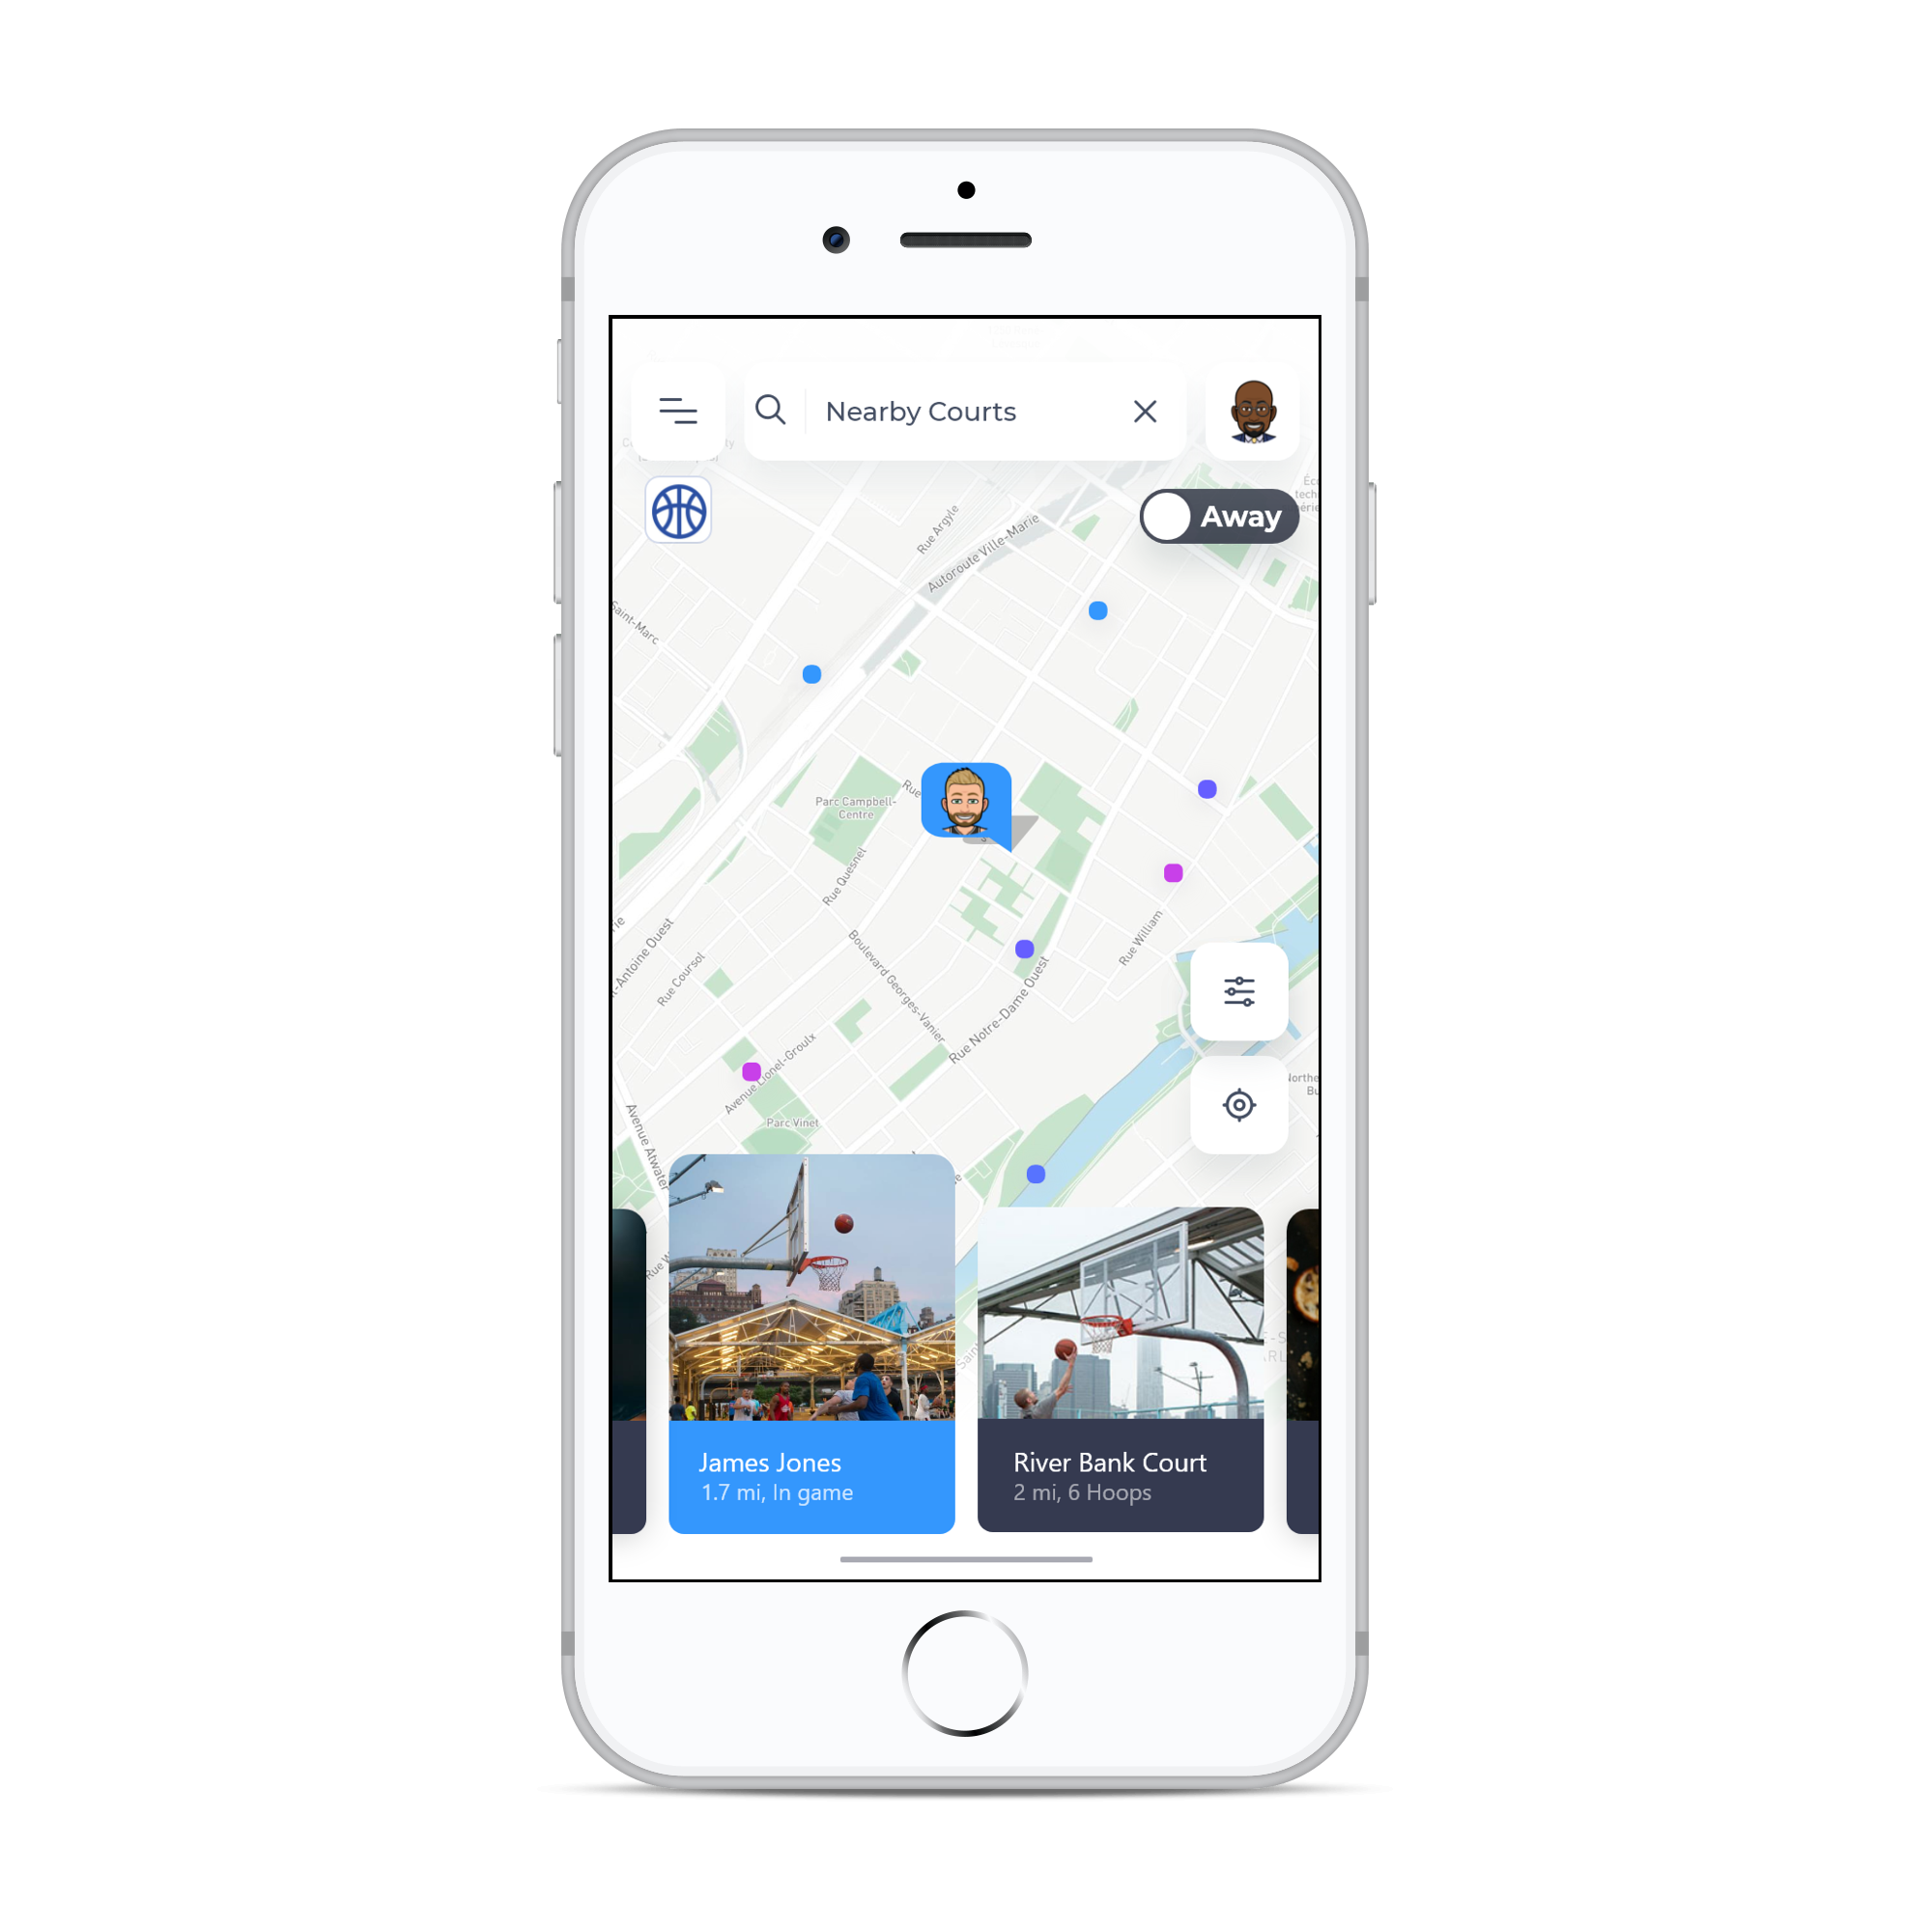 Nearby Courts
Away
Rue Argyle
Autoroute Ville-Marie
Saint-Marc
Parc Campbell-
Centre
Rue
Rue Quesnel
Rue William
Boulevard Georges-Vanier
Rue Coursol
-Antoine Ouest
Rue Notre-Dame Ouest
Avenue Lionel-Groulx
Parc Vinet
Avenue Atwater
James Jones
1.7 mi, In game
River Bank Court
2 mi, 6 Hoops